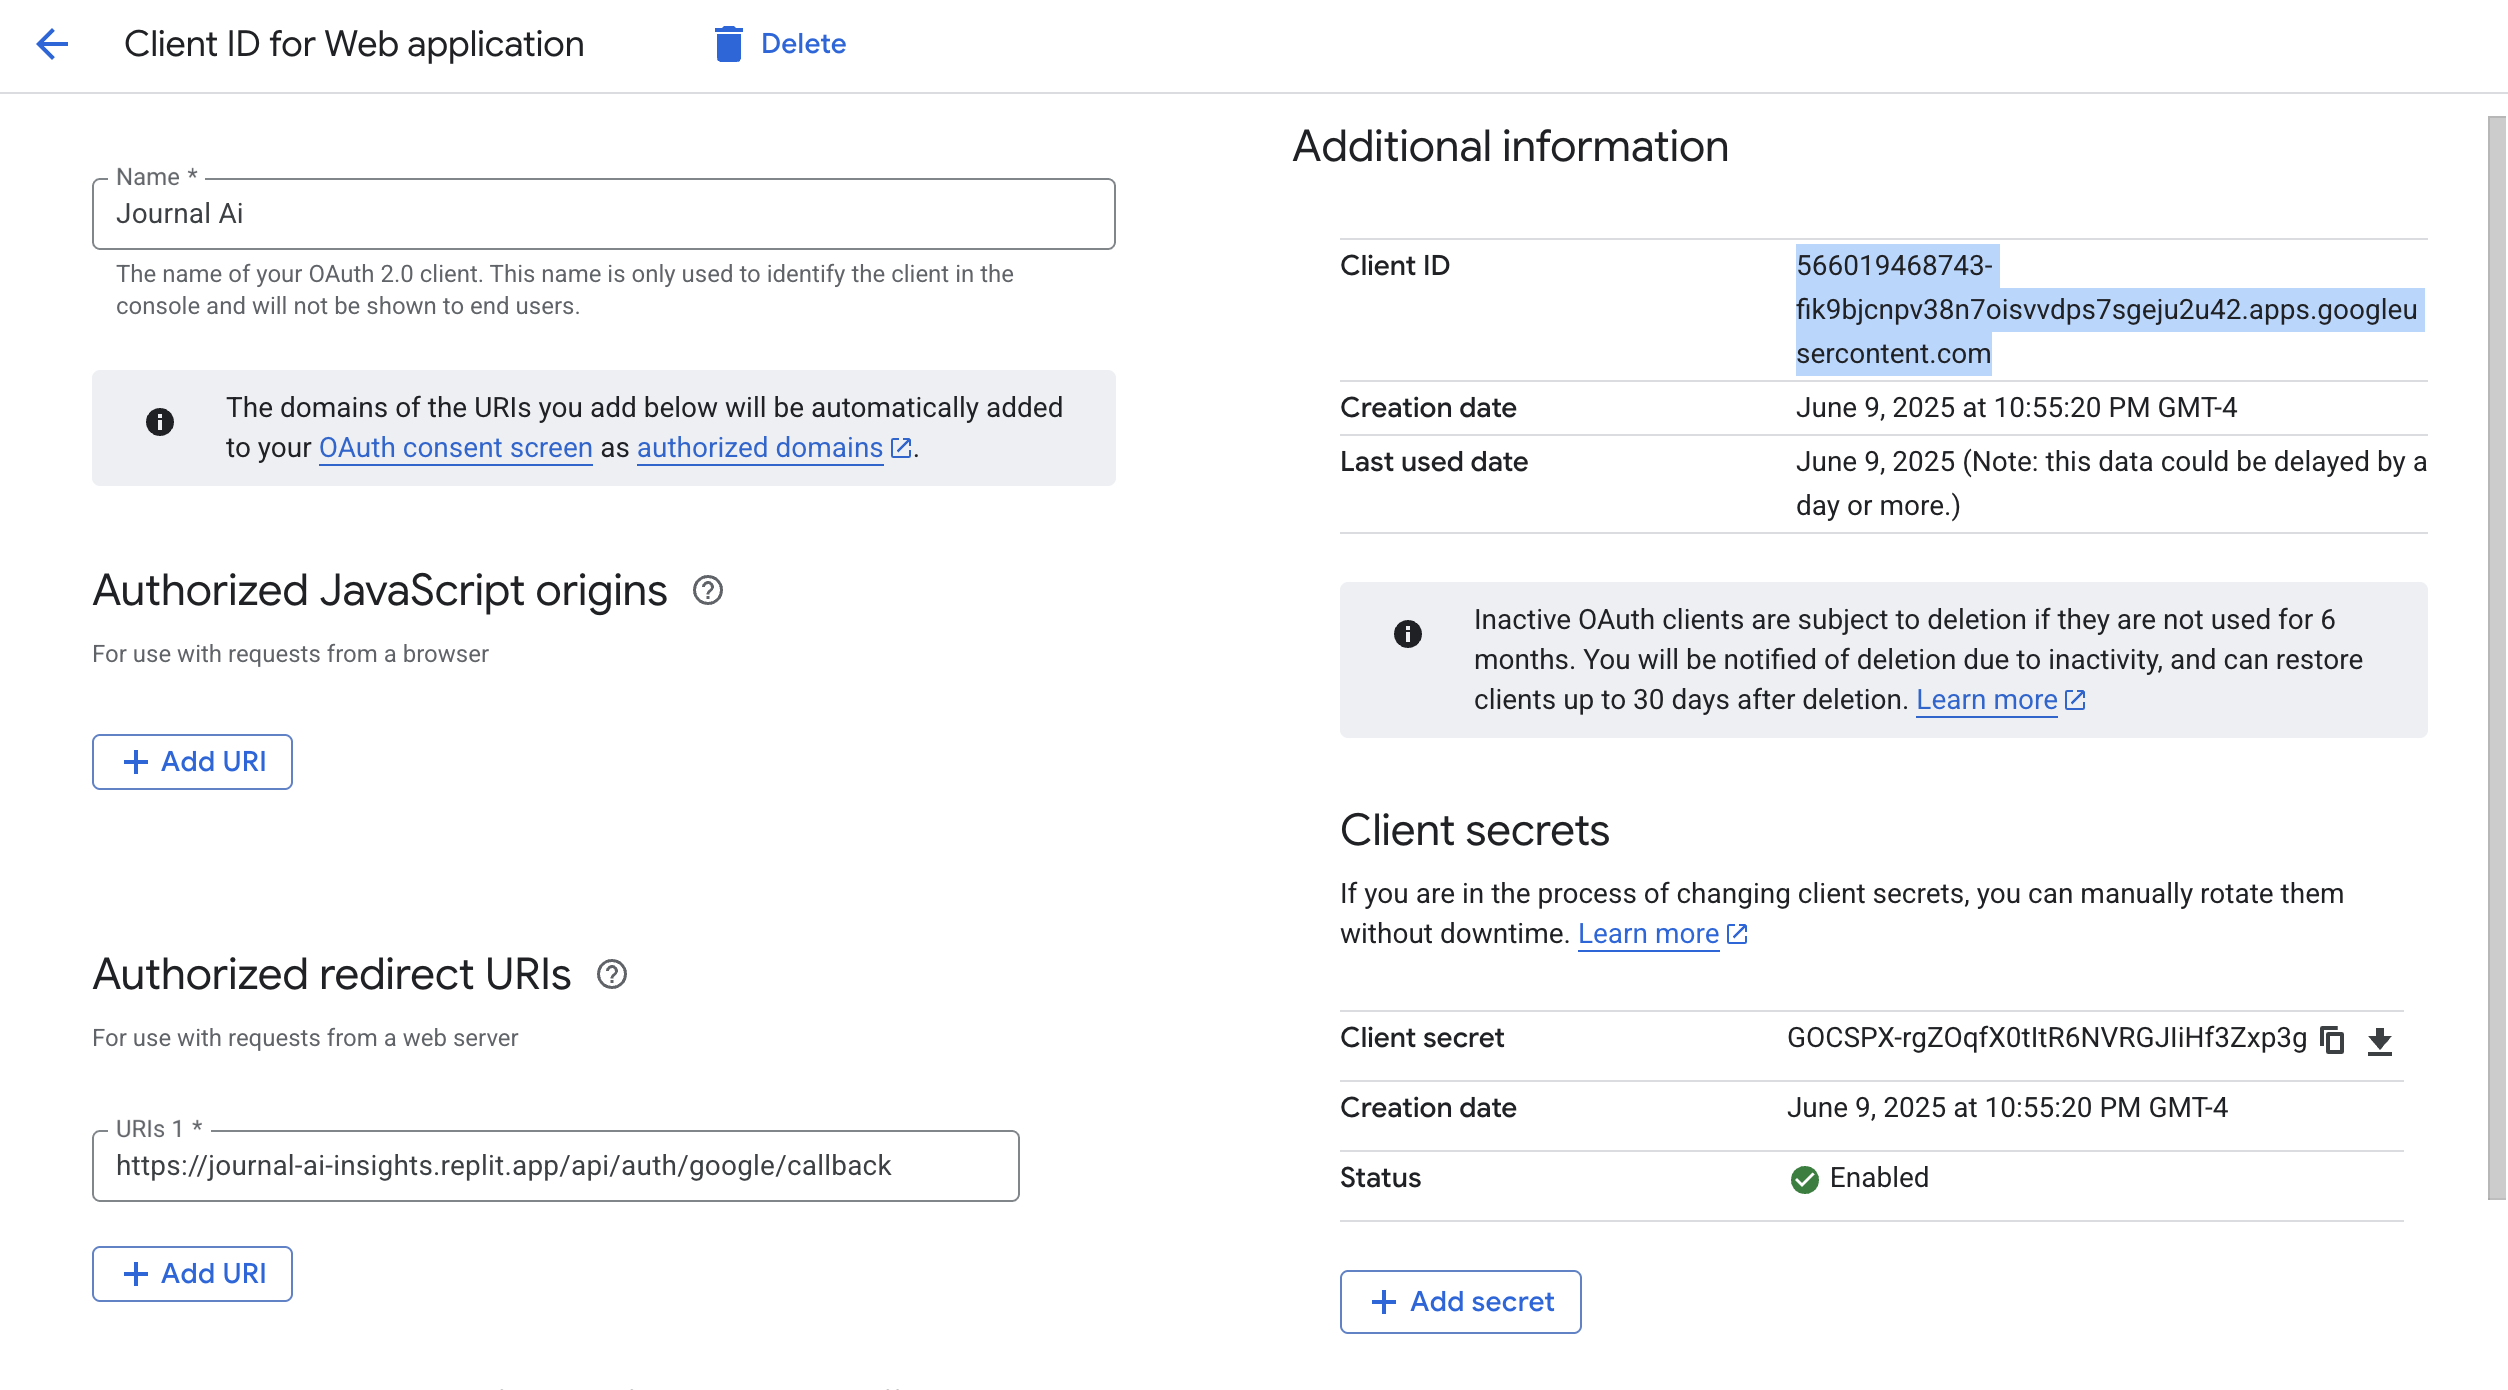 Client ID for Web application
Delete
Name *
Journal Ai
The name of your OAuth 2.0 client. This name is only used to identify the client in the
console and will not be shown to end users.
The domains of the URIs you add below will be automatically added
to your OAuth consent screen as authorized domains.
Authorized JavaScript origins
For use with requests from a browser
+ Add URI
Authorized redirect URIs
For use with requests from a web server
URIs 1 *
https://journal-ai-insights.replit.app/api/auth/google/callback
+ Add URI
Additional information
Client ID
566019468743-
fik9bjcnpv38n7oisvvdps7sgeju2u42.apps.googleu
sercontent.com
Creation date
June 9, 2025 at 10:55:20 PM GMT-4
Last used date
June 9, 2025 (Note: this data could be delayed by a
day or more.)
Inactive OAuth clients are subject to deletion if they are not used for 6
months. You will be notified of deletion due to inactivity, and can restore
clients up to 30 days after deletion. Learn more
Client secrets
If you are in the process of changing client secrets, you can manually rotate them
without downtime. Learn more
Client secret
Creation date
June 9, 2025 at 10:55:20 PM GMT-4
Status
Enabled
+ Add secret